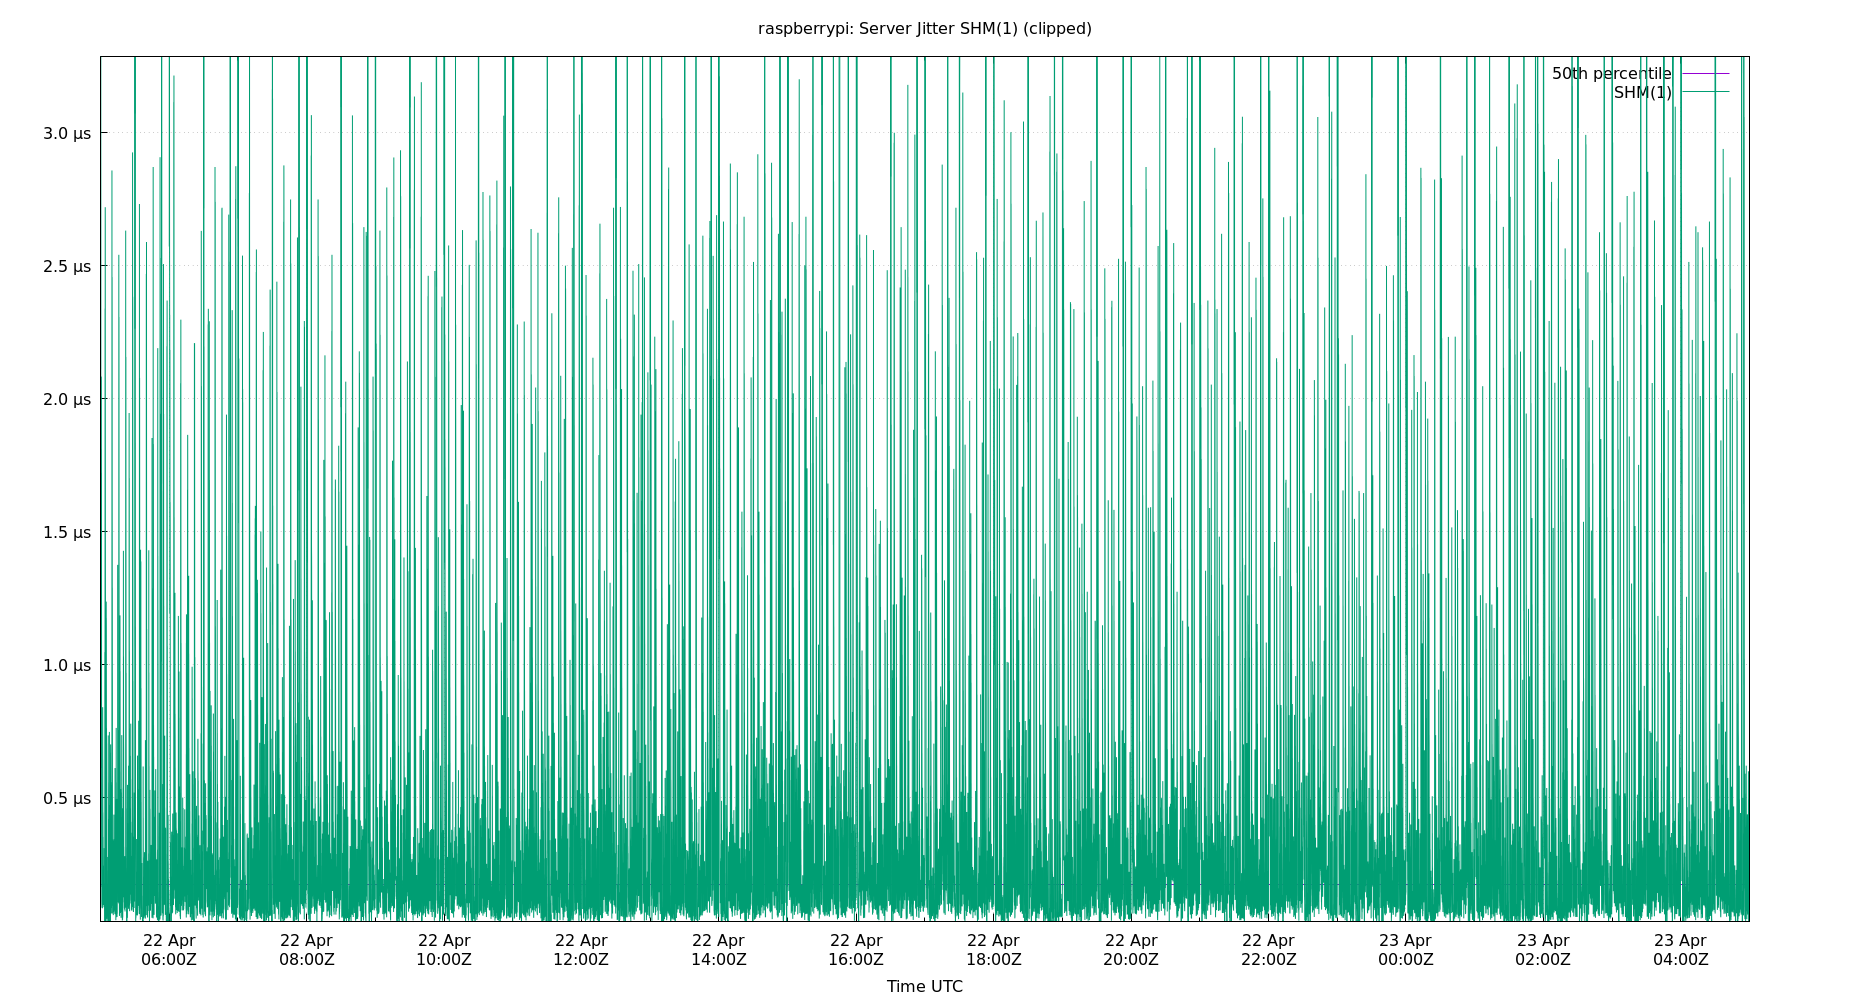 raspberrypi: Server Jitter SHM(1) (clipped)
50th percentile
SHM(1)
3.0 µs
2.5 µs
2.0 µs
1.5 µs
1.0 µs
0.5 µs
22 Apr 22 Apr 22 Apr 22 Apr 22 Apr 22 Apr 22 Apr 22 Apr 22 Apr 23 Apr 23 Apr 23 Apr
06:00Z 08:00Z 10:00Z 12:00Z 14:00Z 16:00Z 18:00Z 20:00Z 22:00Z 00:00Z 02:00Z 04:00Z
Time UTC